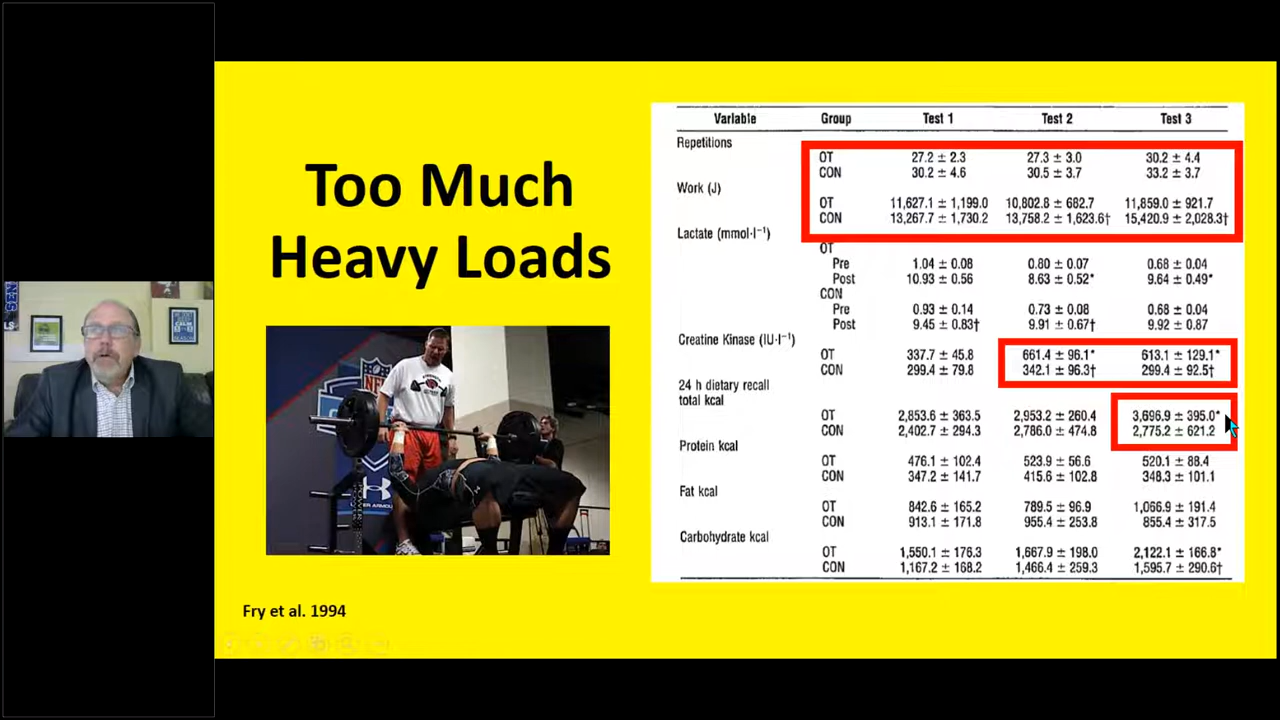 Too Much
Heavy Loads
Variable Group Test 1 Test 2 Test 3
Repetitions
OT 27.2 ± 2.3 27.3 ± 3.0 30.2 ± 4.4
CON 30.2 ± 4.6 30.5 ± 3.7 33.2 ± 3.7
Work (J)
OT 11,627.1 ± 1,199.0 10,802.8 ± 682.7 11,859.0 ± 921.7
CON 13,267.7 ± 1,730.2 13,758.2 ± 1,623.6† 15,420.9 ± 2,028.3†
Lactate (mmol·l⁻¹)
OT
Pre 1.04 ± 0.08 0.80 ± 0.07 0.68 ± 0.04
Post 10.93 ± 0.56 8.63 ± 0.52* 9.64 ± 0.49*
CON
Pre 0.93 ± 0.14 0.73 ± 0.08 0.68 ± 0.04
Post 9.45 ± 0.83† 9.91 ± 0.67† 9.92 ± 0.87
Creatine Kinase (IU·l⁻¹)
OT 337.7 ± 45.8 661.4 ± 96.1* 613.1 ± 129.1*
CON 299.4 ± 79.8 342.1 ± 96.3† 299.4 ± 92.5†
24 h dietary recall
total kcal
OT 2,853.6 ± 363.5 2,953.2 ± 260.4 3,696.9 ± 395.0*
CON 2,402.7 ± 294.3 2,786.0 ± 474.8 2,775.2 ± 621.2
Protein kcal
OT 476.1 ± 102.4 523.9 ± 56.6 520.1 ± 88.4
CON 347.2 ± 141.7 415.6 ± 102.8 348.3 ± 101.1
Fat kcal
OT 842.6 ± 165.2 789.5 ± 96.9 1,066.9 ± 191.4
CON 913.1 ± 171.8 955.4 ± 253.8 855.4 ± 317.5
Carbohydrate kcal
OT 1,550.1 ± 176.3 1,667.9 ± 198.0 2,122.1 ± 166.8*
CON 1,167.2 ± 168.2 1,466.4 ± 259.3 1,595.7 ± 290.6†
NFL
Fry et al. 1994